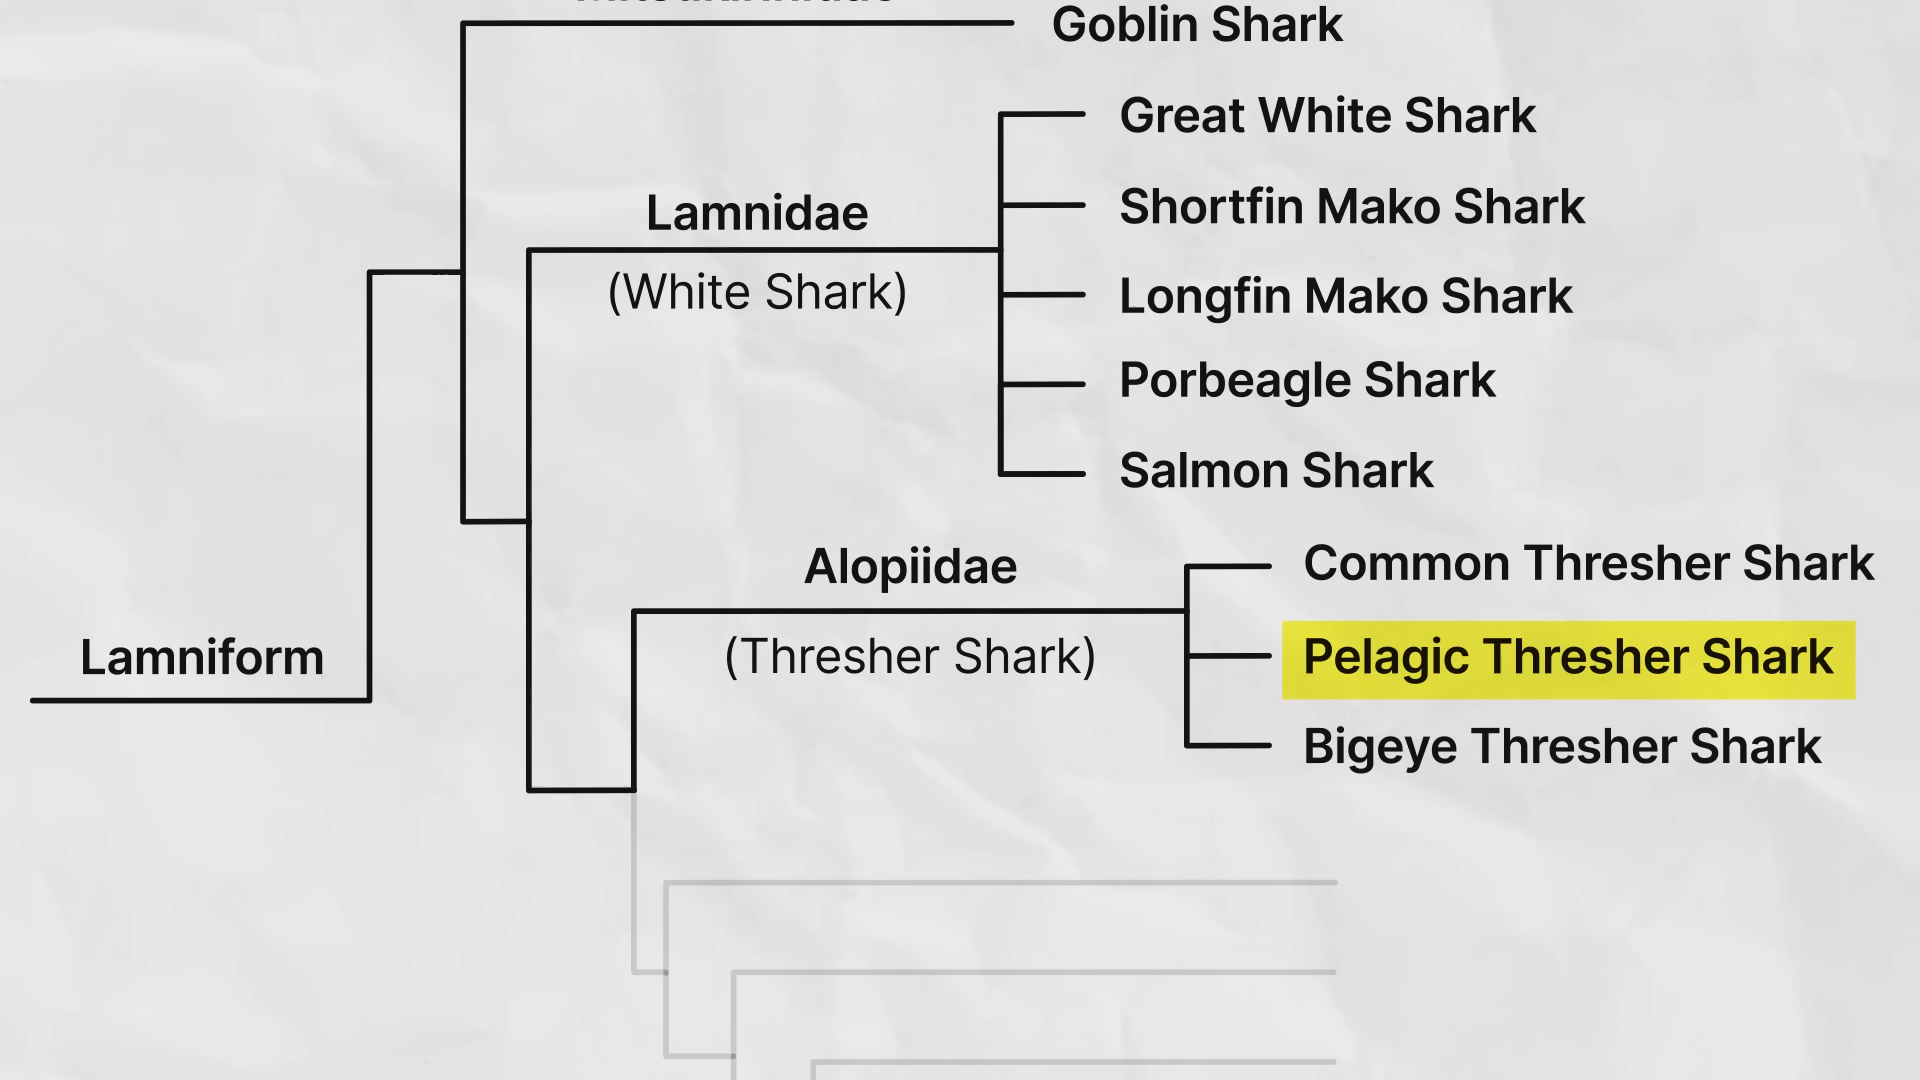 Goblin Shark
Great White Shark
Shortfin Mako Shark
Lamnidae
(White Shark)
Longfin Mako Shark
Porbeagle Shark
Salmon Shark
Alopiidae
(Thresher Shark)
Common Thresher Shark
Pelagic Thresher Shark
Bigeye Thresher Shark
Lamniform